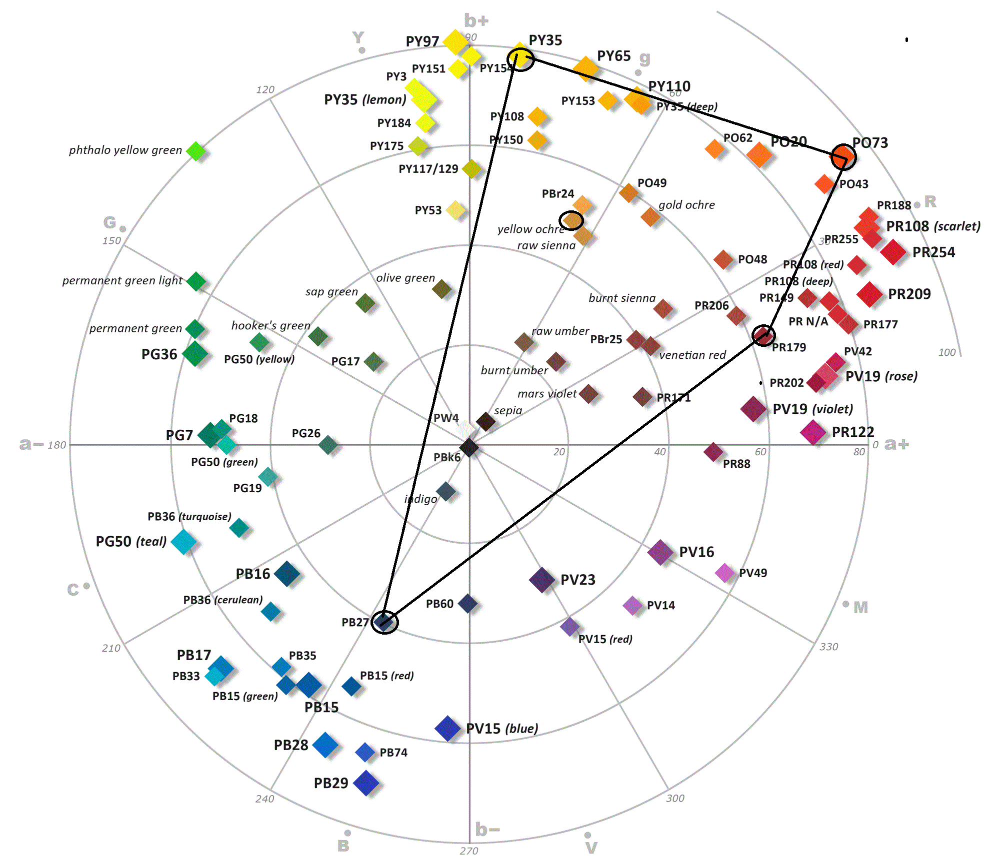 b+
90
Y
PY97
PY35
PY65
g
PY151
PY154
PY3
PY110
60
120
PY35 (lemon)
PY153
PY35 (deep)
PY184
PY108
PY150
PO62
PO20
PO73
phthalo yellow green
PY175
PY117/129
PO49
PO43
PBr24
gold ochre
PR188
R
PY53
G
yellow ochre
PR108 (scarlet)
150
raw sienna
30
PR255
PR254
PO48
PR108 (red)
permanent green light
olive green
PR108 (deep)
sap green
burnt sienna
PR149
PR209
PR206
hooker's green
permanent green
raw umber
PR N/A
PR177
PBr25
PR179
PG36
PG50 (yellow)
PG17
venetian red
PV42
100
burnt umber
PV19 (rose)
PR202
mars violet
PR171
sepia
PV19 (violet)
PW4
PG18
PG7
PG26
PR122
a−
180
0
a+
20
40
60
80
PBk6
PG50 (green)
PR88
PG19
indigo
PB36 (turquoise)
PG50 (teal)
PV16
PB16
PV23
PV49
C
PB36 (cerulean)
PB60
PV14
M
PB27
PV15 (red)
210
330
PB17
PB35
PB33
PB15 (red)
PB15 (green)
PB15
PV15 (blue)
PB28
PB74
PB29
240
300
b−
B
V
270